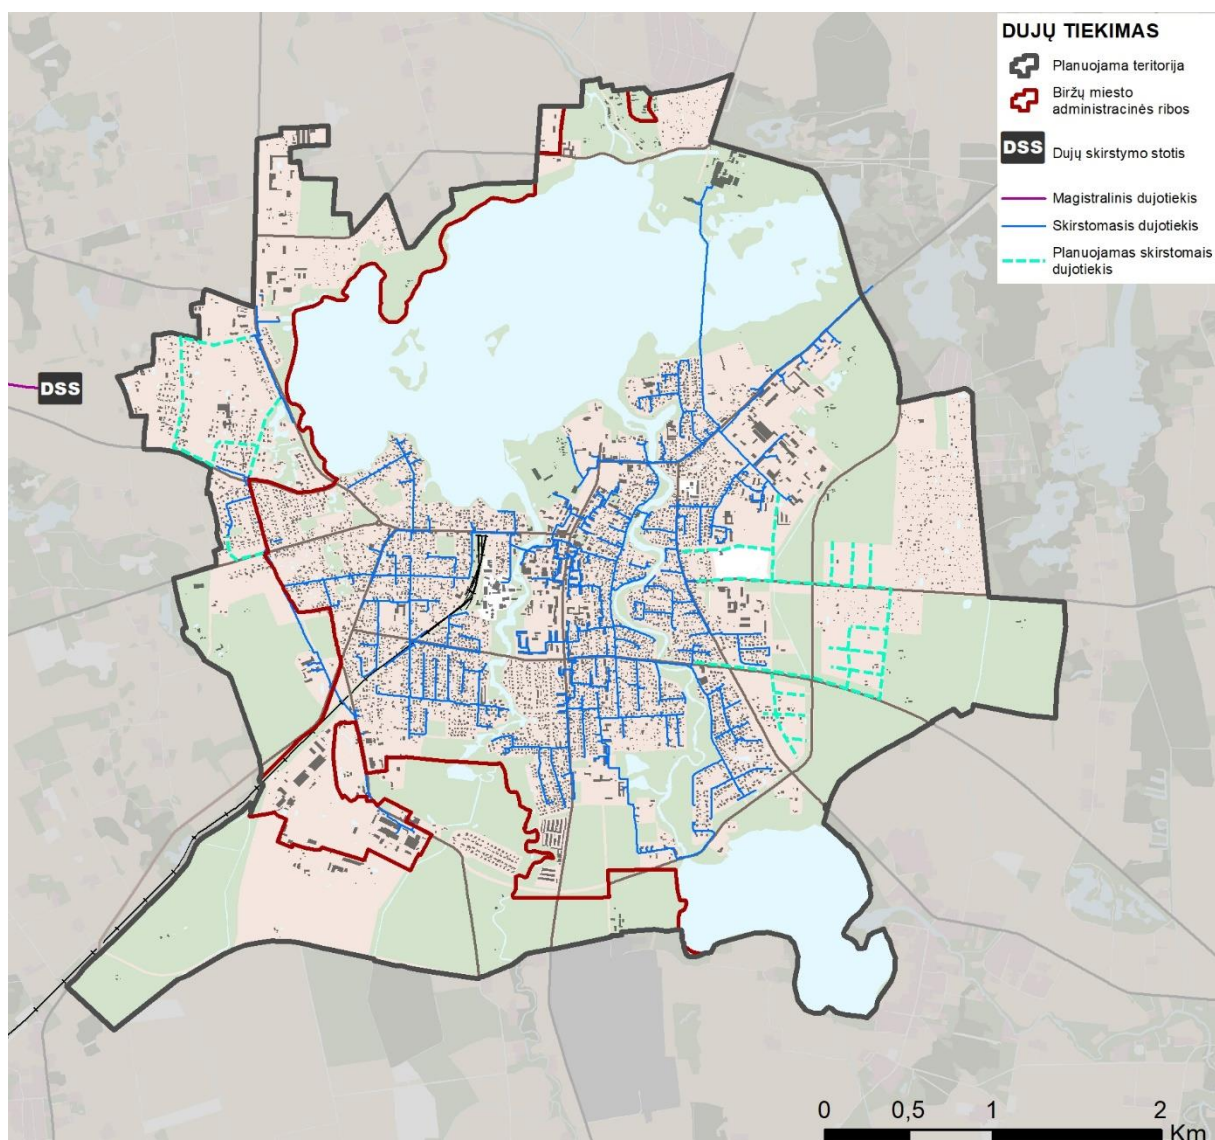 DUJŲ TIEKIMAS
Planuojama teritorija
Biržų miesto
administracinės ribos
DSS Dujų skirstymo stotis
Magistralinis dujotiekis
Skirstomasis dujotiekis
Planuojamas skirstomais
dujotiekis
DSS
0 0,5 1 2
Km